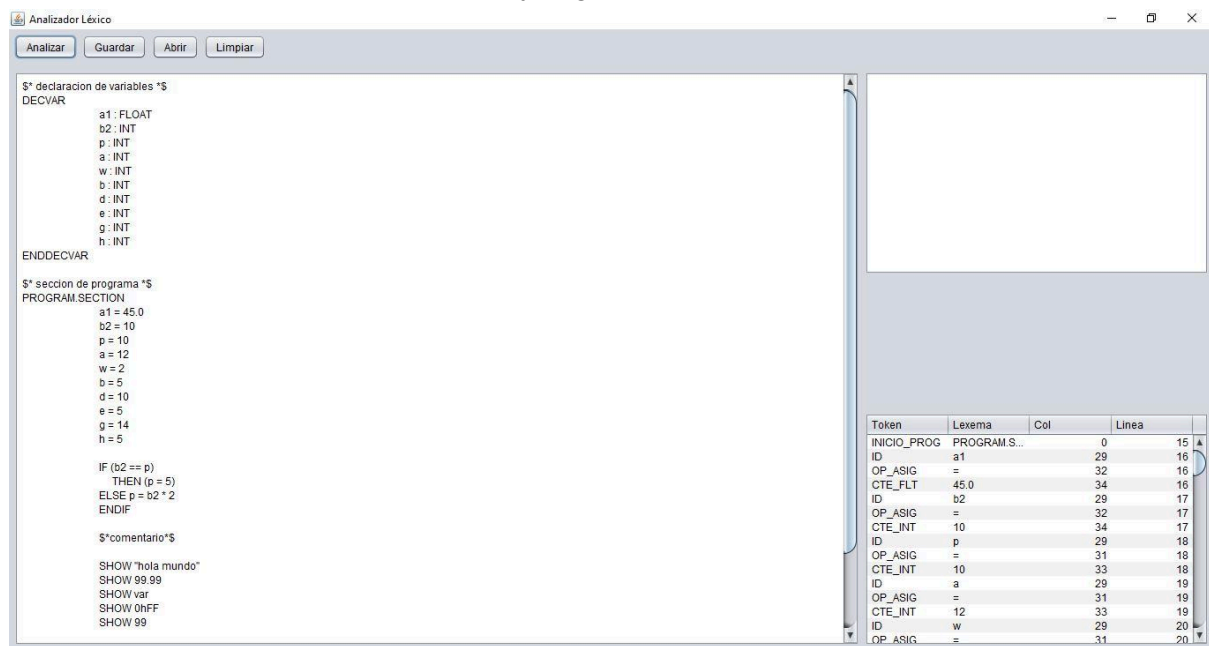 Analizador Léxico
Analizar Guardar Abrir Limpiar
$* declaracion de variables *$
DECVAR
a1 : FLOAT
b2 : INT
p : INT
a : INT
w : INT
b : INT
d : INT
e : INT
g : INT
h : INT
ENDDECVAR
$* seccion de programa *$
PROGRAM.SECTION
a1 = 45.0
b2 = 10
p = 10
a = 12
w = 2
b = 5
d = 10
e = 5
g = 14
h = 5
IF (b2 == p)
THEN (p = 5)
ELSE p = b2 * 2
ENDIF
$*comentario*$
SHOW "hola mundo"
SHOW 99.99
SHOW var
SHOW 0hFF
SHOW 99
Token Lexema Col Linea
INICIO_PROG PROGRAM.S... 0 15
ID a1 29 16
OP_ASIG = 32 16
CTE_FLT 45.0 34 16
ID b2 29 17
OP_ASIG = 32 17
CTE_INT 10 34 17
ID p 29 18
OP_ASIG = 31 18
CTE_INT 10 33 18
ID a 29 19
OP_ASIG = 31 19
CTE_INT 12 33 19
ID w 29 20
OP_ASIG = 31 20